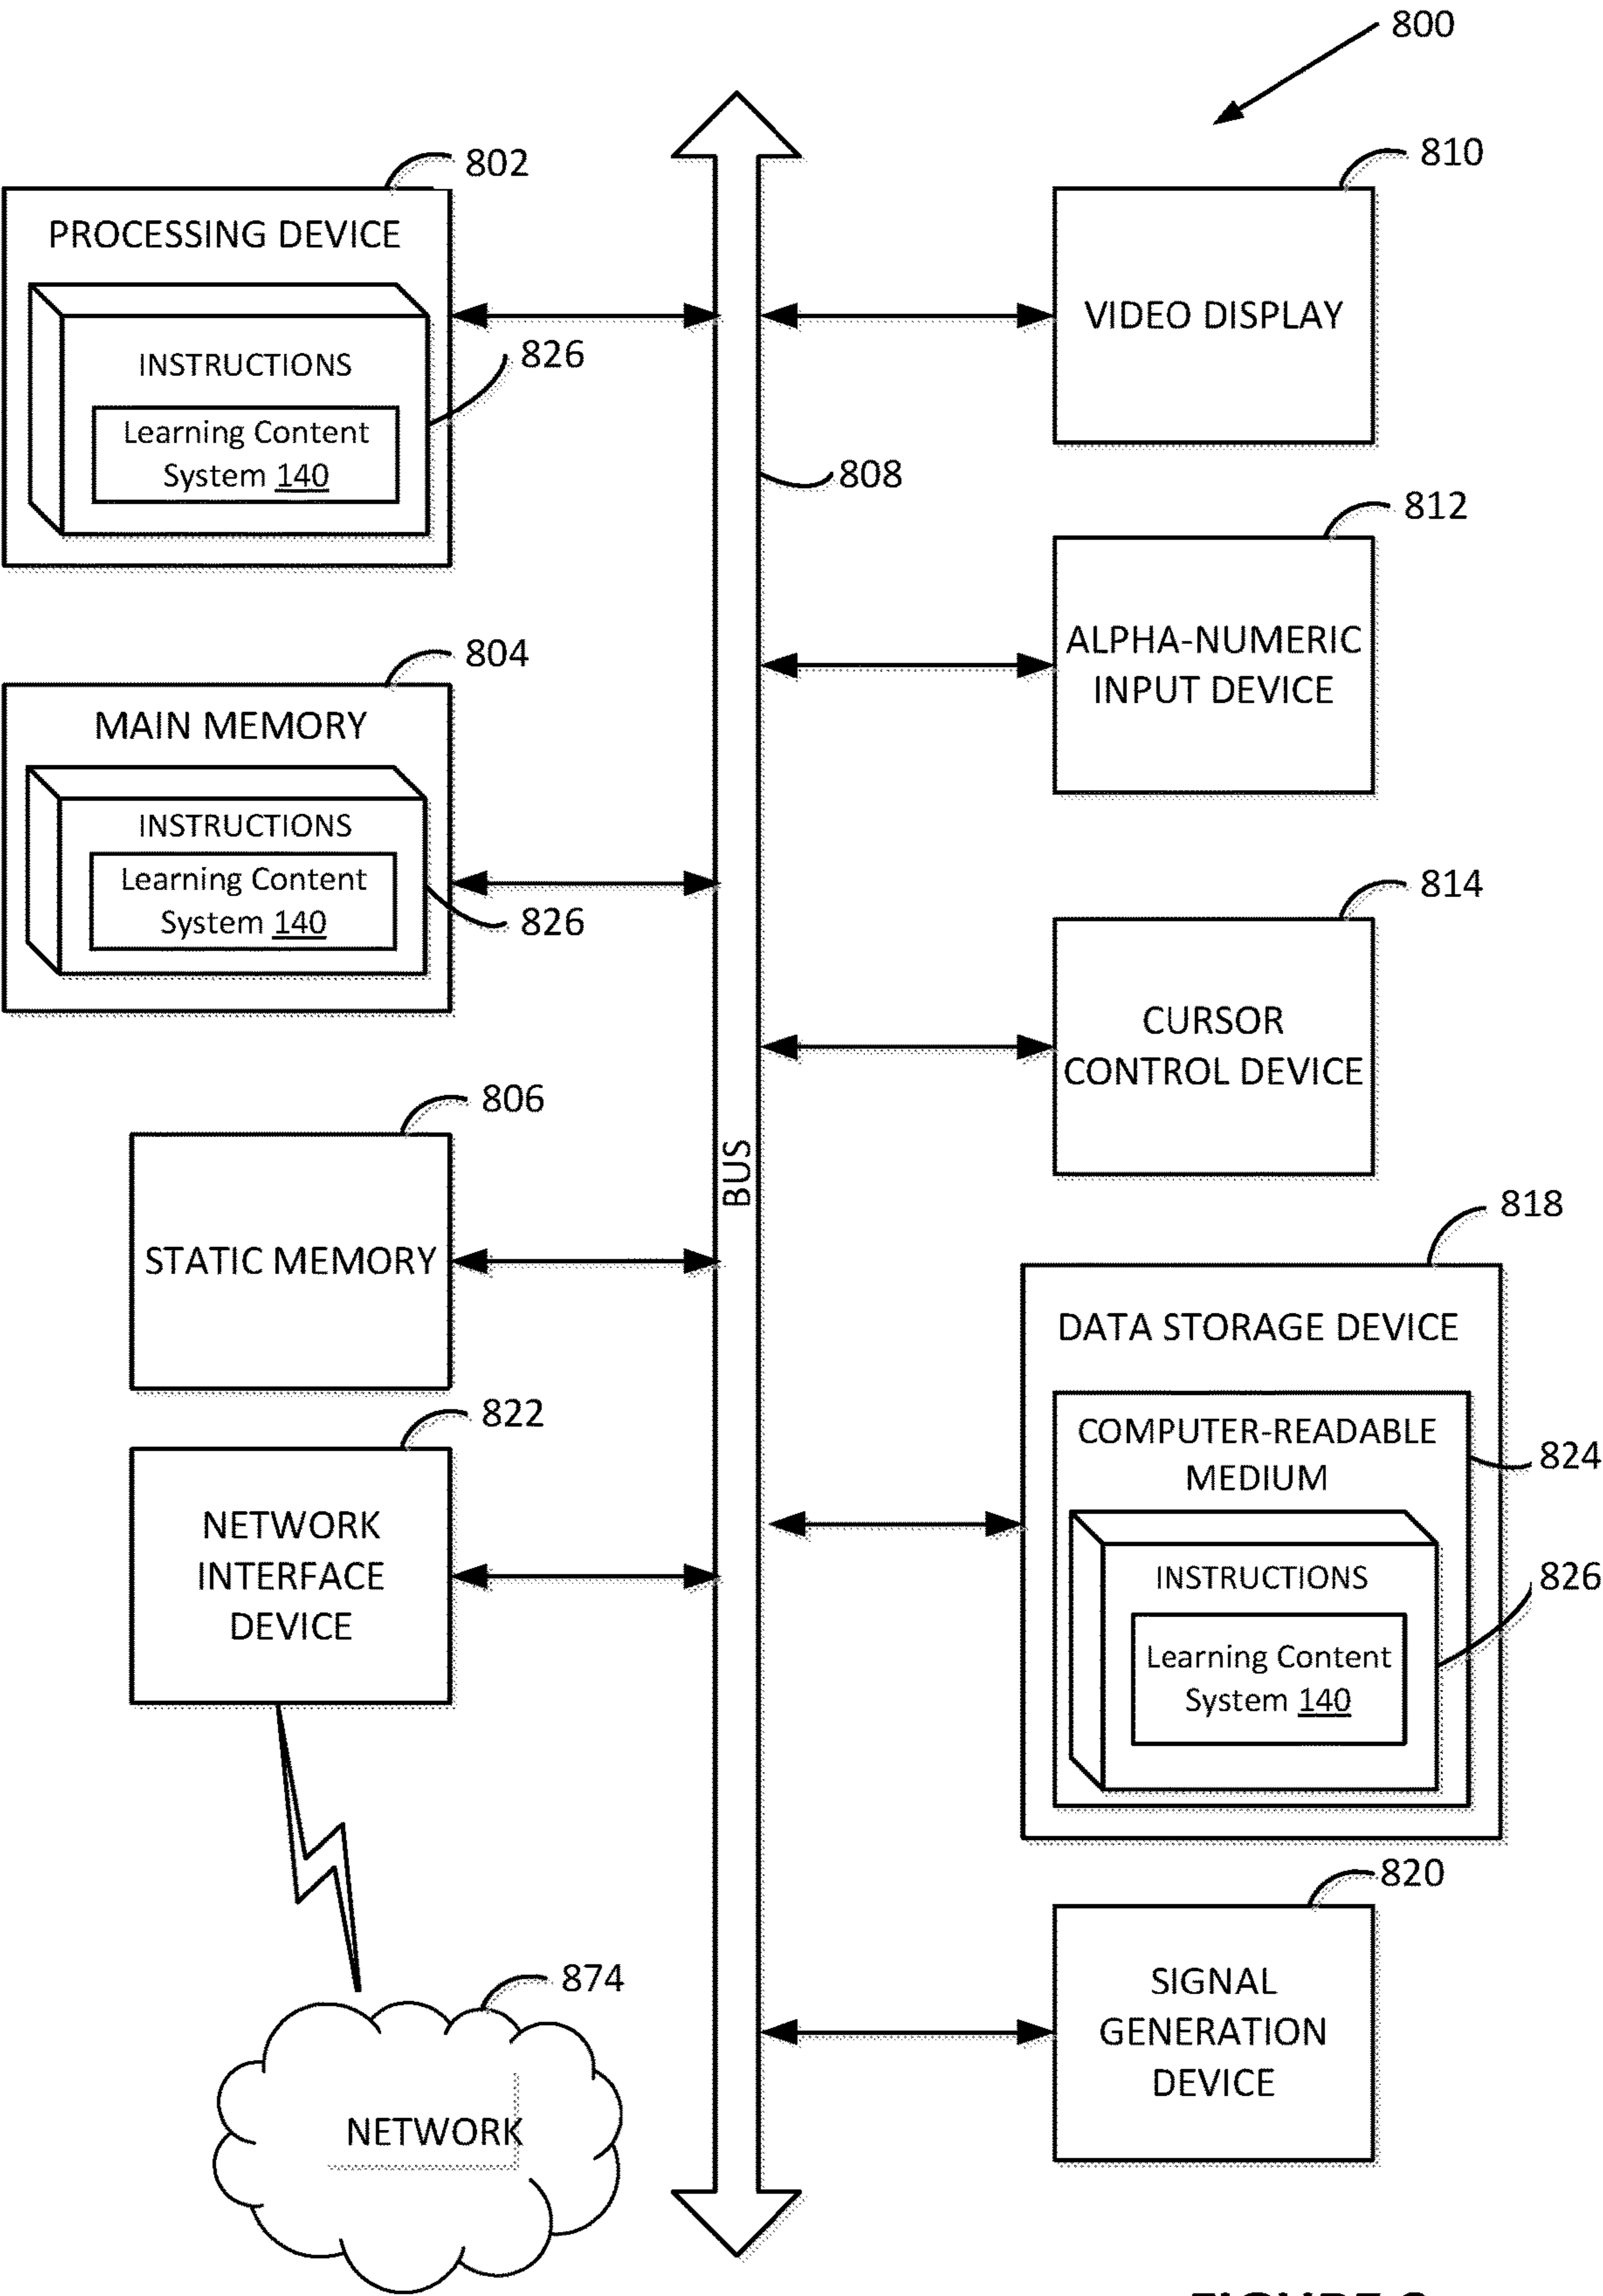 800
802
PROCESSING DEVICE
INSTRUCTIONS
Learning Content
System 140
826
810
VIDEO DISPLAY
808
812
ALPHA-NUMERIC
INPUT DEVICE
804
MAIN MEMORY
INSTRUCTIONS
Learning Content
System 140
826
814
CURSOR
CONTROL DEVICE
806
STATIC MEMORY
BUS
818
DATA STORAGE DEVICE
COMPUTER-READABLE
MEDIUM
824
INSTRUCTIONS
Learning Content
System 140
826
822
NETWORK
INTERFACE
DEVICE
820
SIGNAL
GENERATION
DEVICE
874
NETWORK